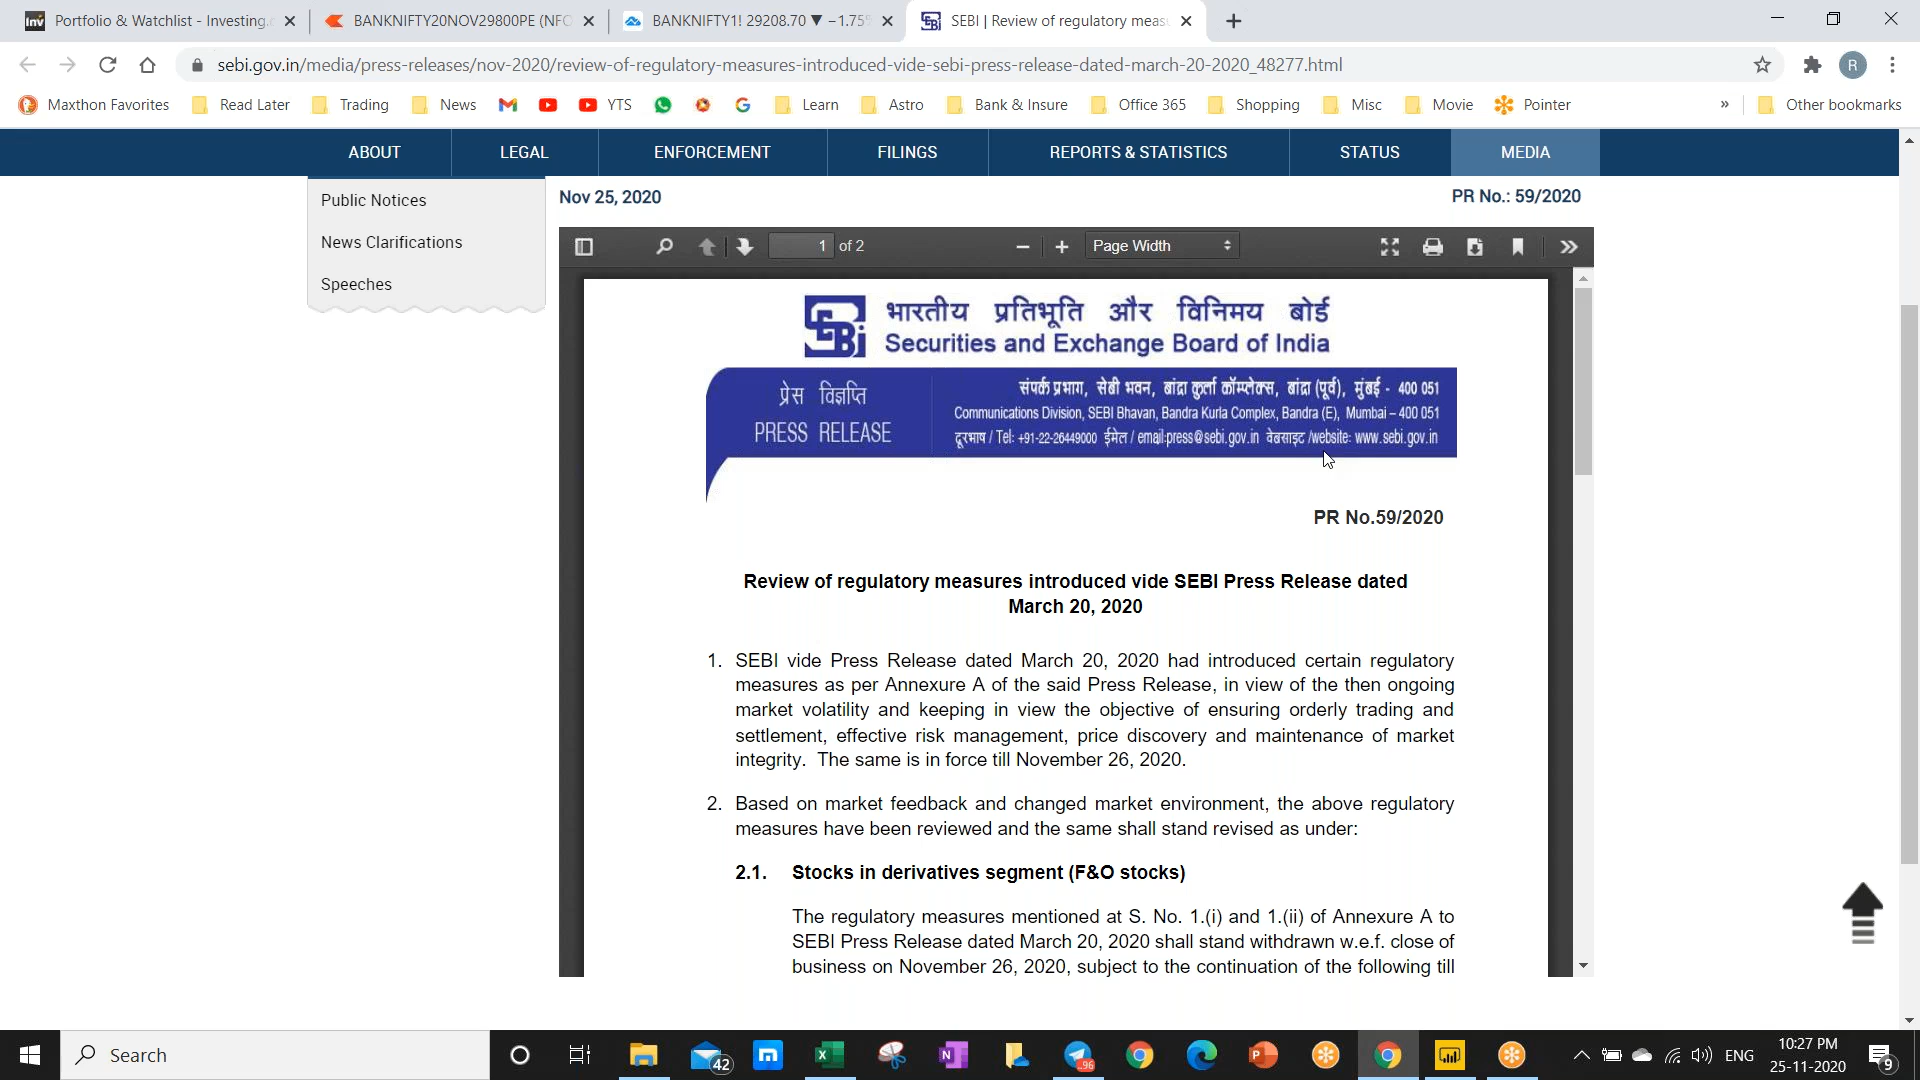 Portfolio & Watchlist - Investing.
BANKNIFTY20NOV29800PE (NFO
BANKNIFTY1! 29208.70 ▼ −1.75%
SEBI | Review of regulatory meas
sebi.gov.in/media/press-releases/nov-2020/review-of-regulatory-measures-introduced-vide-sebi-press-release-dated-march-20-2020_48277.html
R
Maxthon Favorites Read Later Trading News YTS Learn Astro Bank & Insure Office 365 Shopping Misc Movie Pointer » Other bookmarks
ABOUT LEGAL ENFORCEMENT FILINGS REPORTS & STATISTICS STATUS MEDIA
Public Notices
News Clarifications
Speeches
Nov 25, 2020 PR No.: 59/2020
1 of 2 Page Width
भारतीय प्रतिभूति और विनिमय बोर्ड
Securities and Exchange Board of India
प्रेस विज्ञप्ति
PRESS RELEASE
संपर्क प्रभाग, सेबी भवन, बांद्रा कुर्ला कॉम्प्लेक्स, बांद्रा (पूर्व), मुंबई - 400 051
Communications Division, SEBI Bhavan, Bandra Kurla Complex, Bandra (E), Mumbai – 400 051
दूरभाष / Tel: +91-22-26449000 ईमेल / email:press@sebi.gov.in वेबसाइट /website: www.sebi.gov.in
PR No.59/2020
Review of regulatory measures introduced vide SEBI Press Release dated
March 20, 2020
1. SEBI vide Press Release dated March 20, 2020 had introduced certain regulatory
measures as per Annexure A of the said Press Release, in view of the then ongoing
market volatility and keeping in view the objective of ensuring orderly trading and
settlement, effective risk management, price discovery and maintenance of market
integrity. The same is in force till November 26, 2020.
2. Based on market feedback and changed market environment, the above regulatory
measures have been reviewed and the same shall stand revised as under:
2.1. Stocks in derivatives segment (F&O stocks)
The regulatory measures mentioned at S. No. 1.(i) and 1.(ii) of Annexure A to
SEBI Press Release dated March 20, 2020 shall stand withdrawn w.e.f. close of
business on November 26, 2020, subject to the continuation of the following till
Search
42
96
ENG
10:27 PM
25-11-2020
9